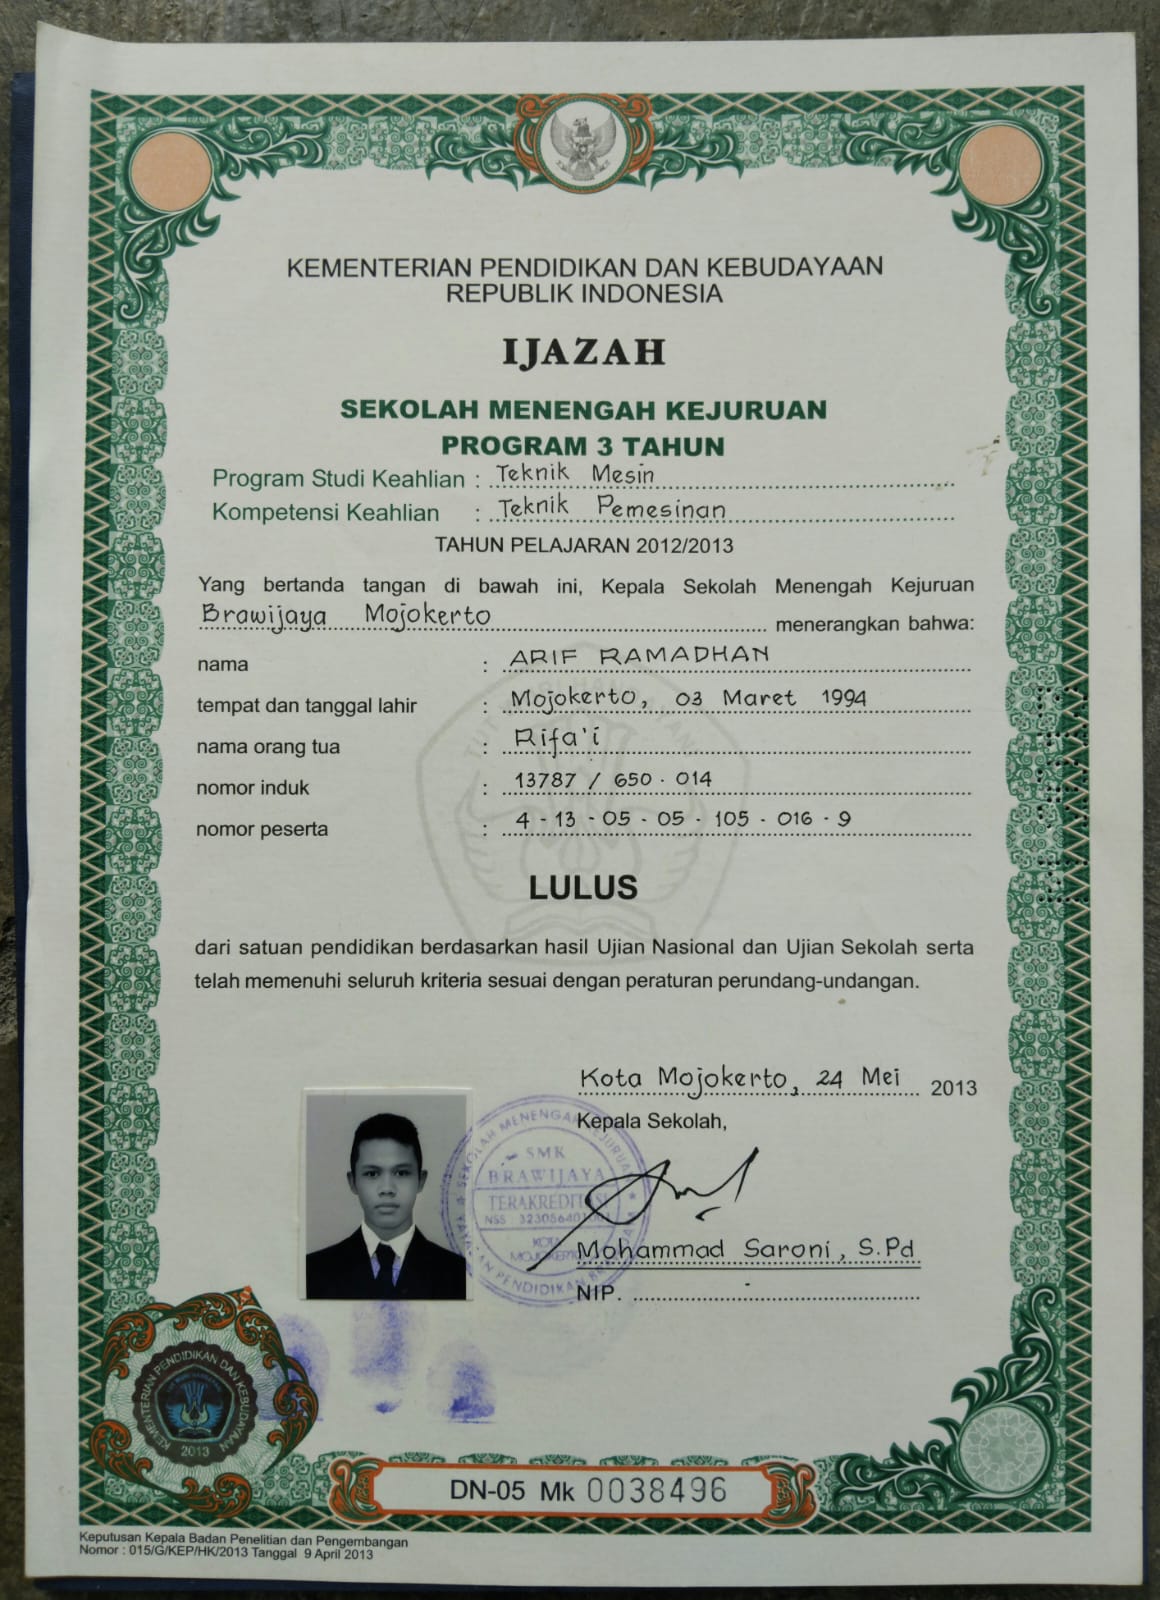 KEMENTERIAN PENDIDIKAN DAN KEBUDAYAAN
REPUBLIK INDONESIA
IJAZAH
SEKOLAH MENENGAH KEJURUAN
PROGRAM 3 TAHUN
Program Studi Keahlian : Teknik Mesin
Kompetensi Keahlian : Teknik Pemesinan
TAHUN PELAJARAN 2012/2013
Yang bertanda tangan di bawah ini, Kepala Sekolah Menengah Kejuruan
Brawijaya Mojokerto menerangkan bahwa:
nama : ARIF RAMADHAN
tempat dan tanggal lahir : Mojokerto, 03 Maret 1994
nama orang tua : Rifa'i
nomor induk : 13787 / 650 . 014
nomor peserta : 4 - 13 - 05 - 05 - 105 - 016 - 9
LULUS
dari satuan pendidikan berdasarkan hasil Ujian Nasional dan Ujian Sekolah serta
telah memenuhi seluruh kriteria sesuai dengan peraturan perundang-undangan.
Kota Mojokerto, 24 Mei 2013
Kepala Sekolah,
SEKOLAH MENENGAH KEJURUAN
SMK
BRAWIJAYA
TERAKREDITASI
KOTA
MOJOKERTO
Mohammad Saroni, S.Pd
NIP.
KEMENTERIAN PENDIDIKAN DAN KEBUDAYAAN
2013
DN-05 Mk 0038496
Keputusan Kepala Badan Penelitian dan Pengembangan
Nomor : 015/G/KEP/HK/2013 Tanggal 9 April 2013